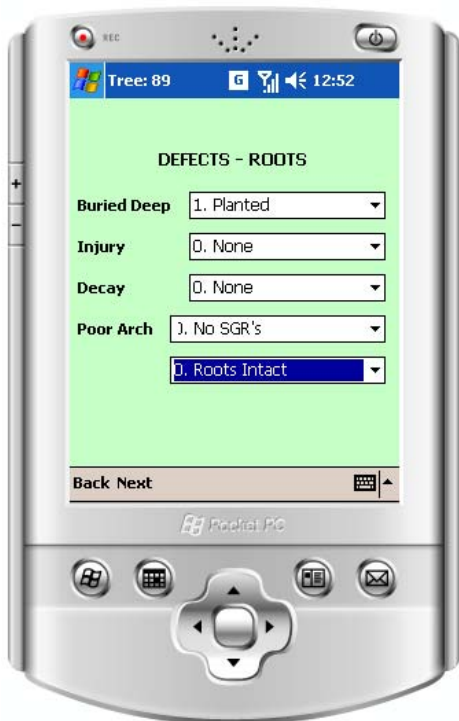 REC
Tree: 89 G 12:52
DEFECTS - ROOTS
Buried Deep 1. Planted
Injury 0. None
Decay 0. None
Poor Arch 0. No SGR's
0. Roots Intact
Back Next
Pocket PC